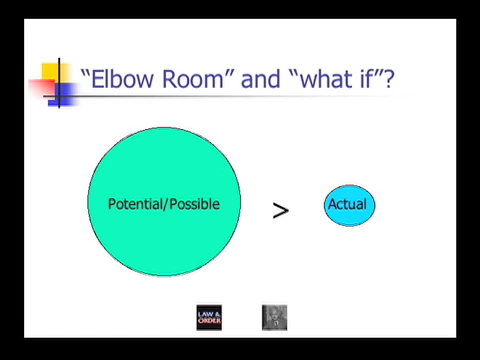 “Elbow Room” and “what if”?
Potential/Possible
>
Actual
LAW &
ORDER